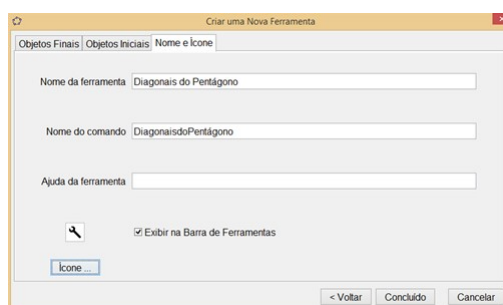 Criar uma Nova Ferramenta
Objetos Finais Objetos Iniciais Nome e Ícone
Nome da ferramenta Diagonais do Pentágono
Nome do comando DiagonaisdoPentágono
Ajuda da ferramenta
Exibir na Barra de Ferramentas
Ícone ...
< Voltar Concluído Cancelar